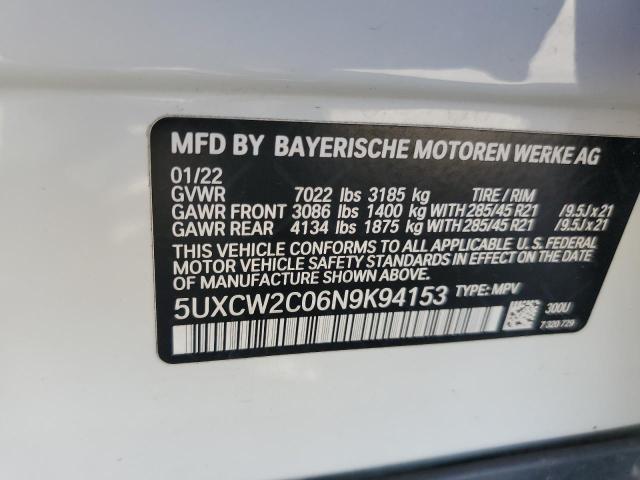 MFD BY BAYERISCHE MOTOREN WERKE AG
01/22
GVWR 7022 lbs 3185 kg TIRE / RIM
GAWR FRONT 3086 lbs 1400 kg WITH 285/45 R21 /9.5J x 21
GAWR REAR 4134 lbs 1875 kg WITH 285/45 R21 /9.5J x 21
THIS VEHICLE CONFORMS TO ALL APPLICABLE U. S. FEDERAL
MOTOR VEHICLE SAFETY STANDARDS IN EFFECT ON THE DATE
OF MANUFACTURE SHOWN ABOVE.
5UXCW2C06N9K94153 TYPE: MPV
300U
7320729